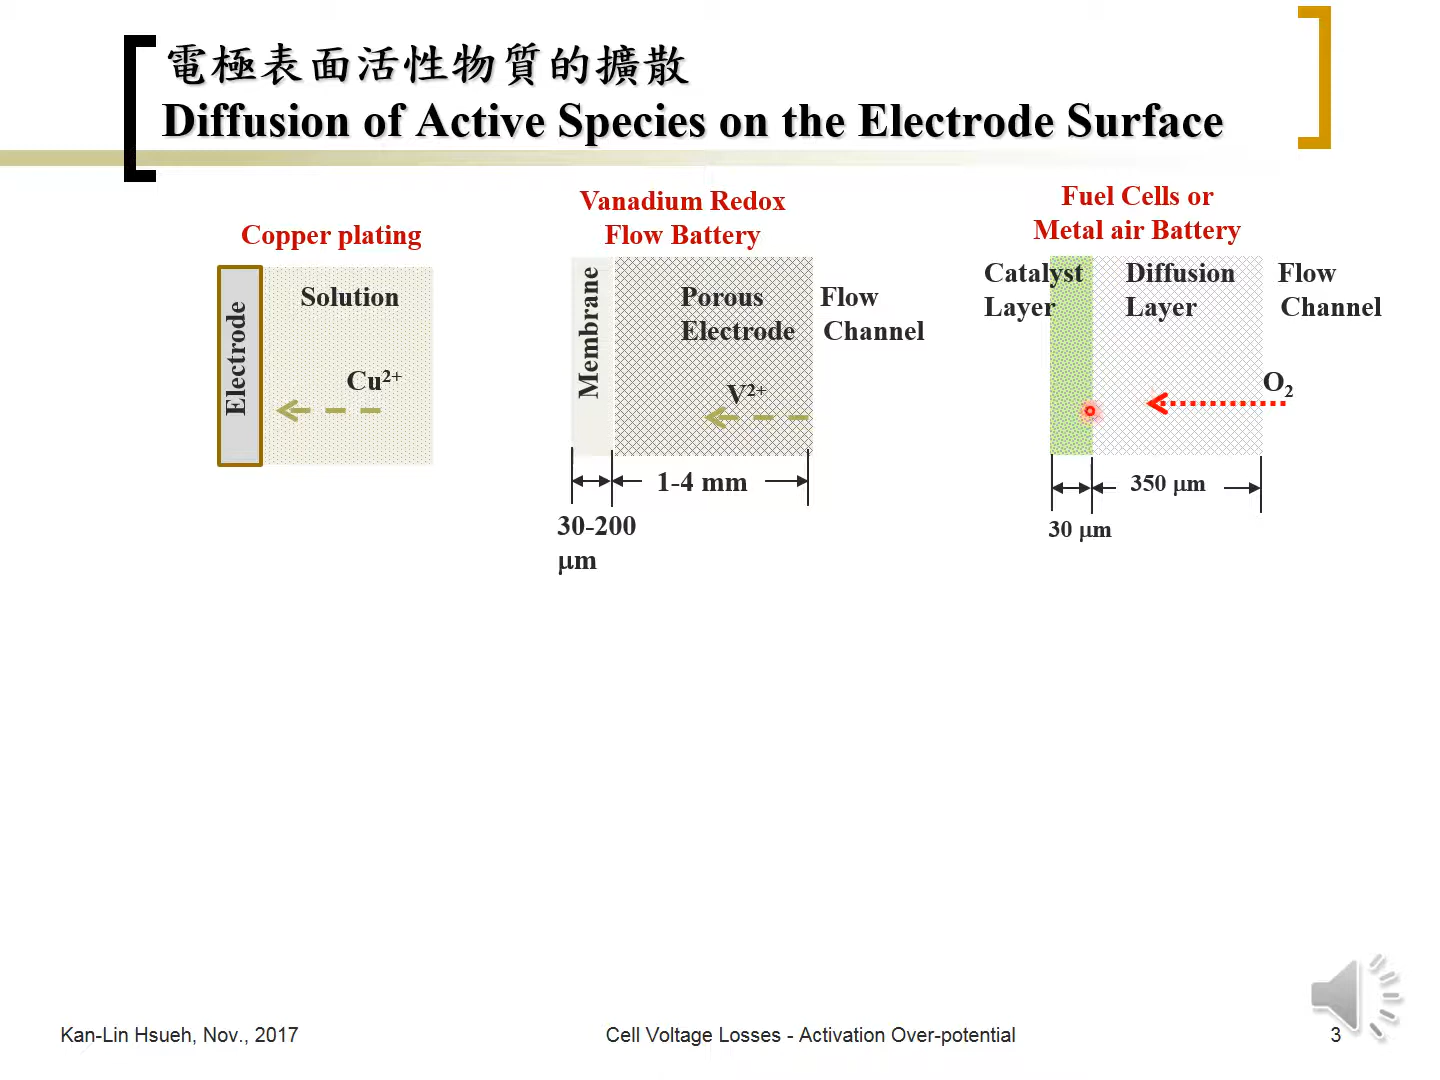 電極表面活性物質的擴散
Diffusion of Active Species on the Electrode Surface
Copper plating
Electrode
Solution
Cu²⁺
Vanadium Redox
Flow Battery
Membrane
Porous
Electrode
Flow
Channel
V²⁺
1-4 mm
30-200
μm
Fuel Cells or
Metal air Battery
Catalyst
Layer
Diffusion
Layer
Flow
Channel
O₂
350 μm
30 μm
Kan-Lin Hsueh, Nov., 2017
Cell Voltage Losses - Activation Over-potential
3